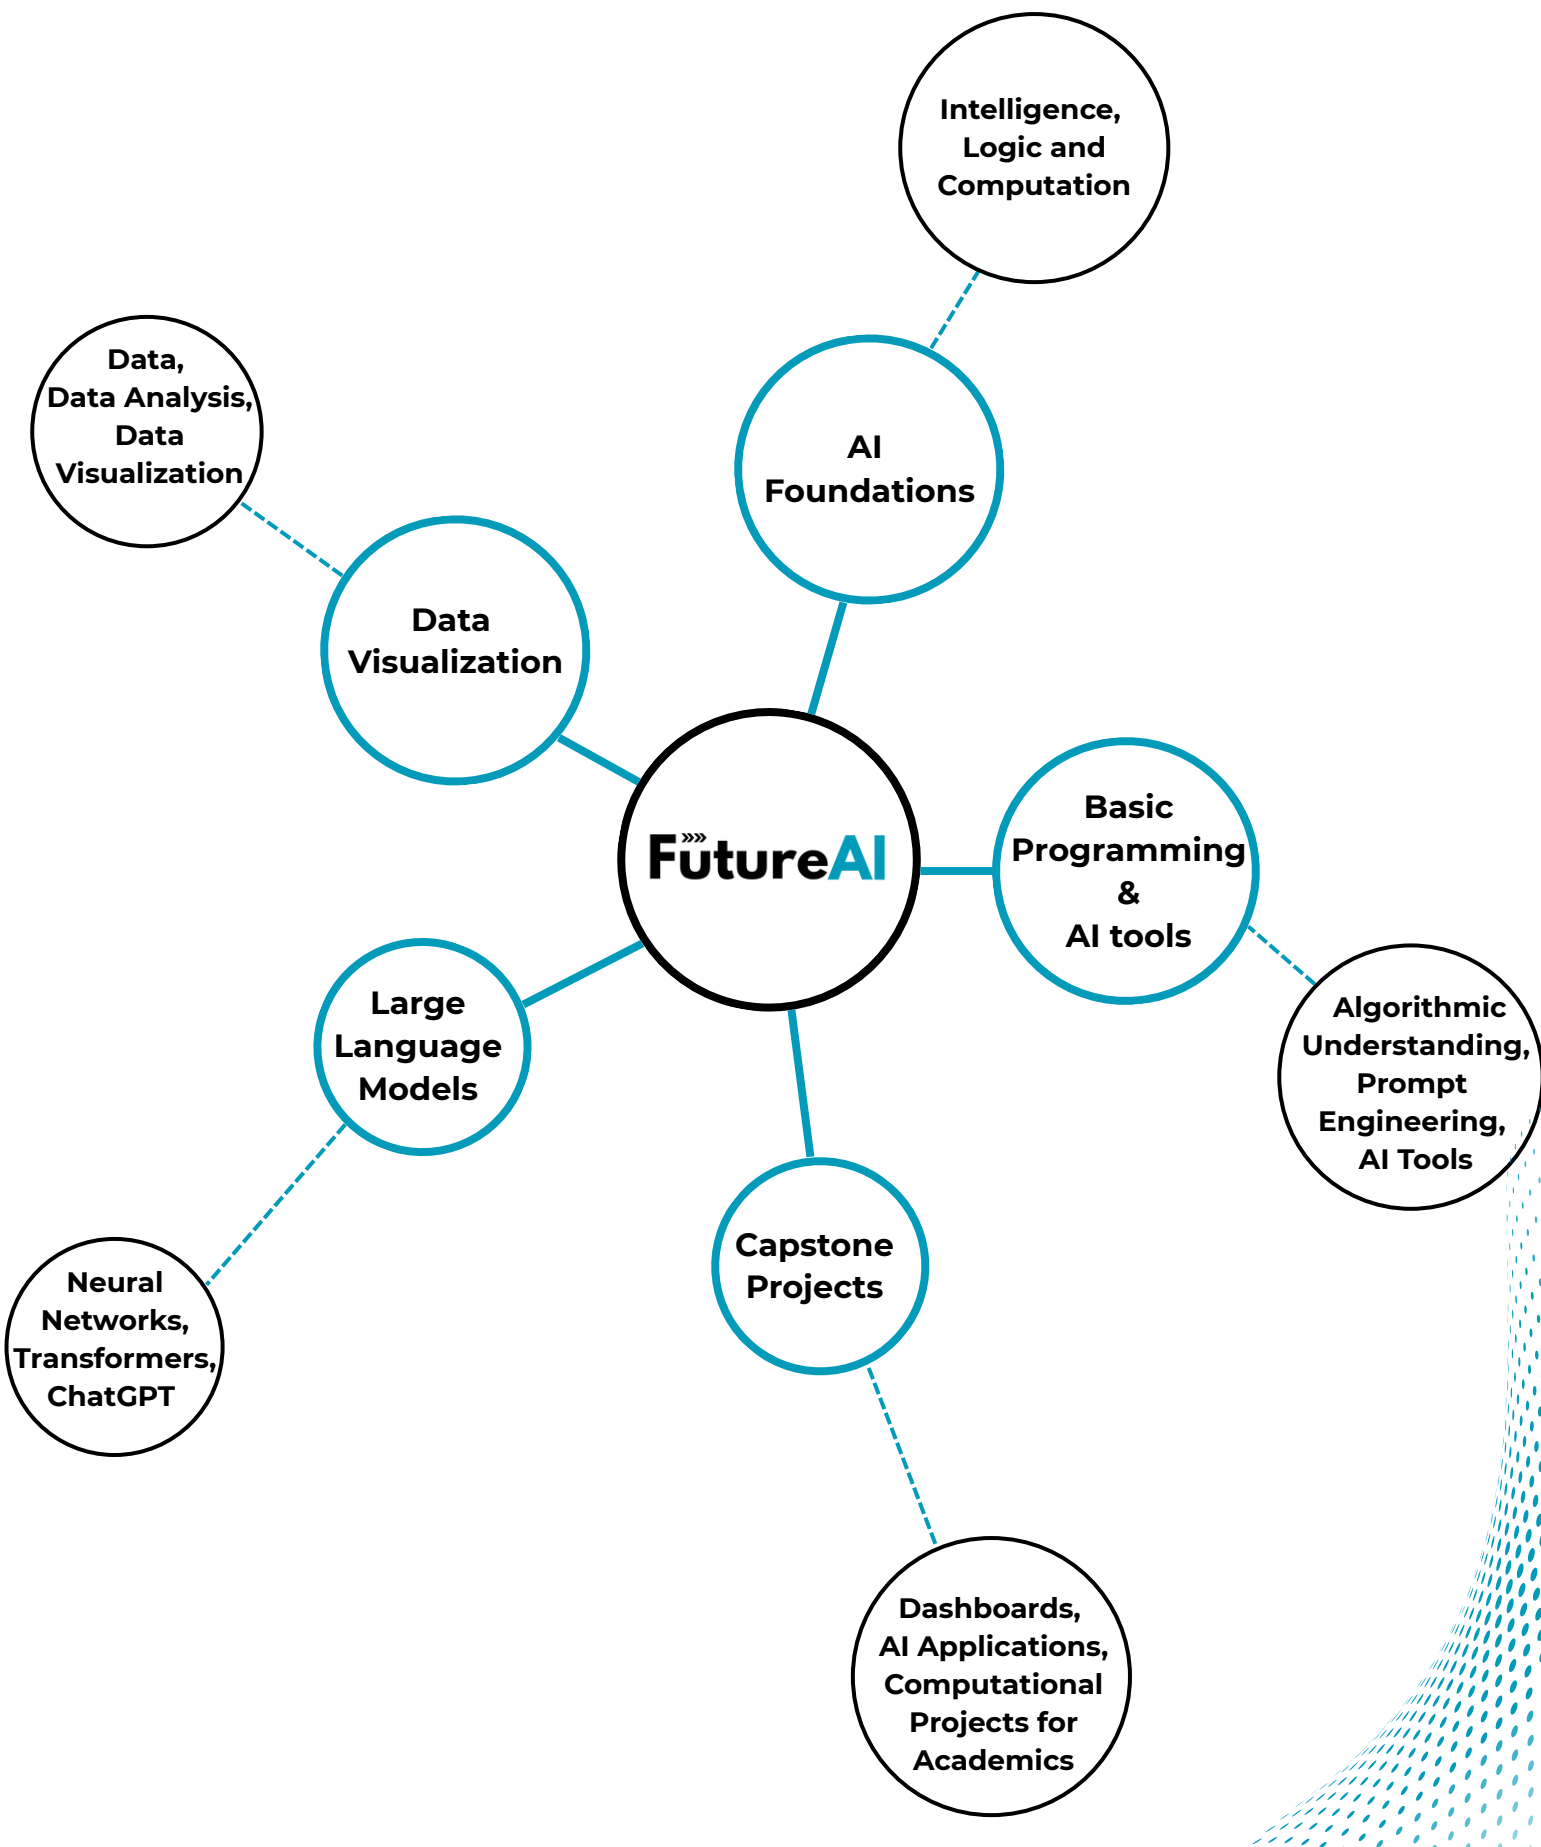 Intelligence,
Logic and
Computation
AI
Foundations
Data,
Data Analysis,
Data
Visualization
Data
Visualization
FutureAI
Basic
Programming
&
AI tools
Algorithmic
Understanding,
Prompt
Engineering,
AI Tools
Large
Language
Models
Neural
Networks,
Transformers,
ChatGPT
Capstone
Projects
Dashboards,
AI Applications,
Computational
Projects for
Academics